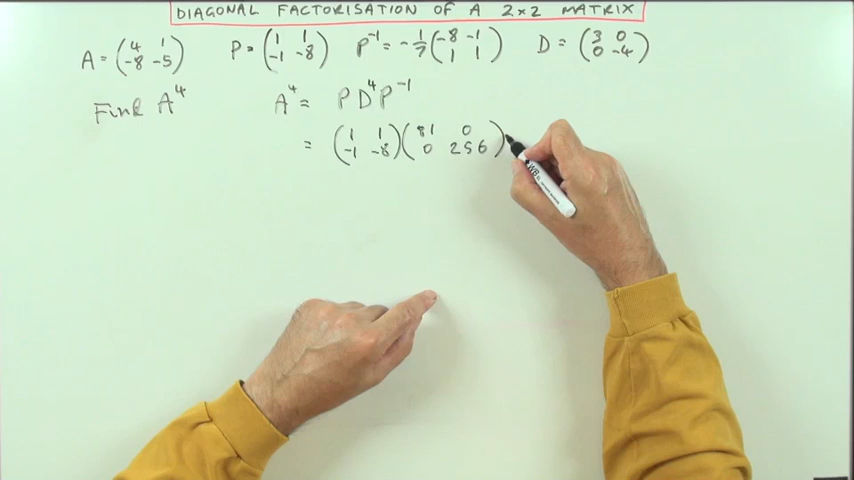 DIAGONAL FACTORISATION OF A 2×2 MATRIX
A = (4 1 / -8 -5) P = (1 1 / -1 -8) P⁻¹ = -1/7 (-8 -1 / 1 1) D = (3 0 / 0 -4)
Find A⁴ A⁴ = P D⁴ P⁻¹
= (1 1 / -1 -8)(81 0 / 0 256)